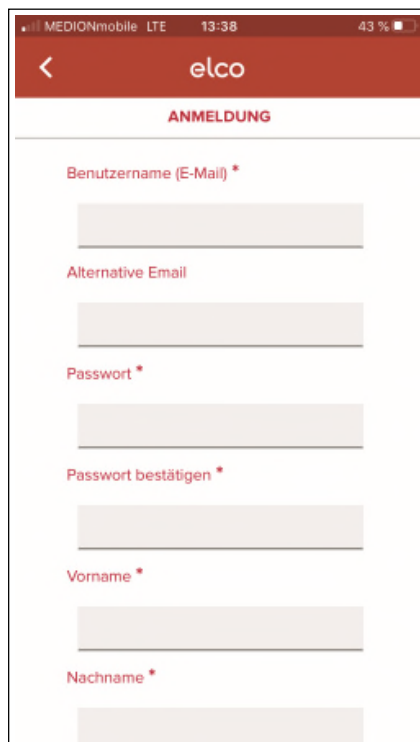 MEDIONmobile LTE 13:38 43 %
elco
ANMELDUNG
Benutzername (E-Mail) *
Alternative Email
Passwort *
Passwort bestätigen *
Vorname *
Nachname *